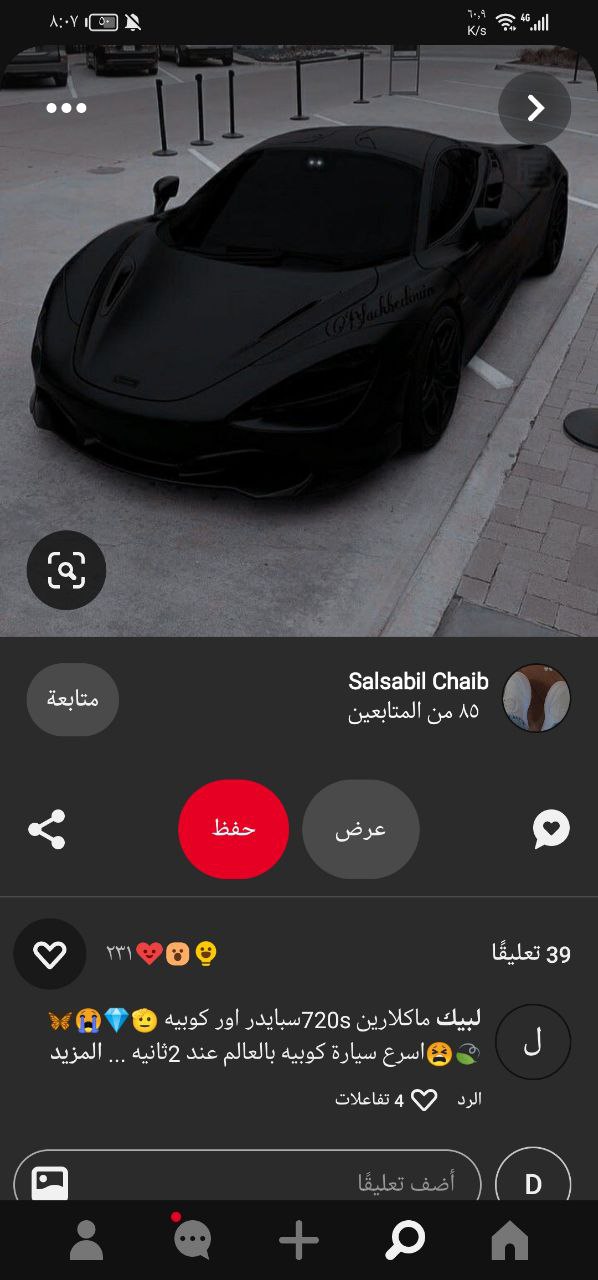 ٨:٠٧
٥٠
٦٠,٩
K/s
4G
Salsabil Chaib
٨٥ من المتابعين
متابعة
عرض
حفظ
39 تعليقًا
٢٣١
لبيك ماكلارين 720sسبايدر اور كوبيه 🫡💎😭🦋
🍃😫اسرع سيارة كوبيه بالعالم عند 2ثانيه ... المزيد
الرد
4 تفاعلات
ل
أضف تعليقًا
D